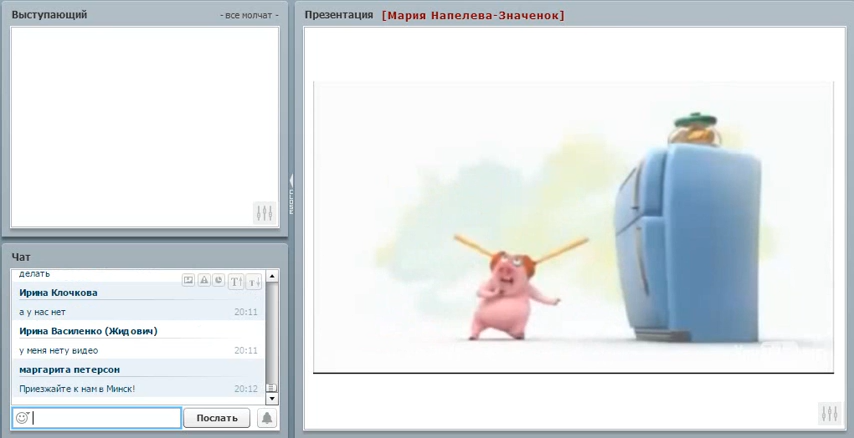 Выступающий
- все молчат -
Презентация [Мария Напелева-Значенок]
Чат
делать
Ирина Клочкова
а у нас нет 20:11
Ирина Василенко (Жидович)
у меня нету видео 20:11
маргарита петерсон
Приезжайте к нам в Минск! 20:12
Послать